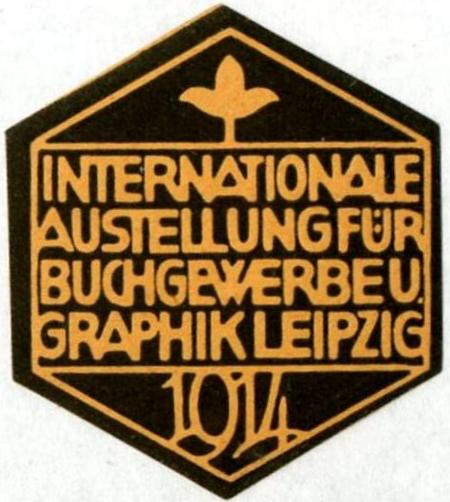 INTERNATIONALE
AUSTELLUNG FÜR
BUCHGEWERBE U.
GRAPHIK LEIPZIG
1914